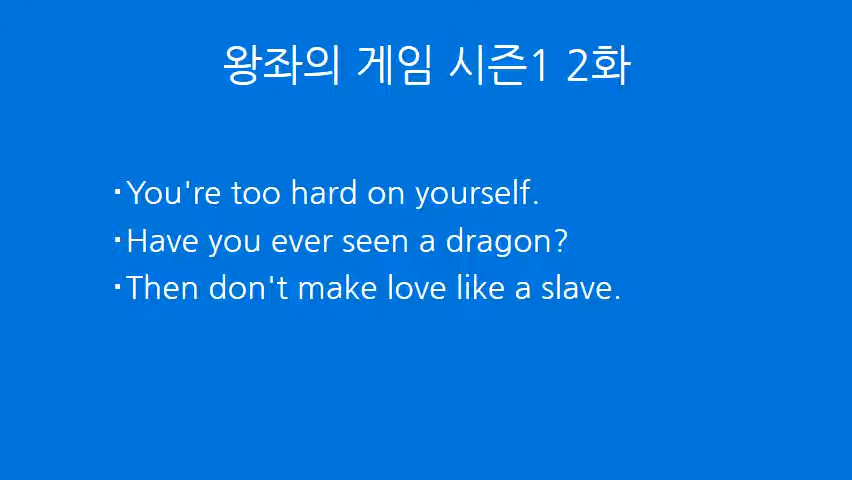 왕좌의 게임 시즌1 2화
·You're too hard on yourself.
·Have you ever seen a dragon?
·Then don't make love like a slave.